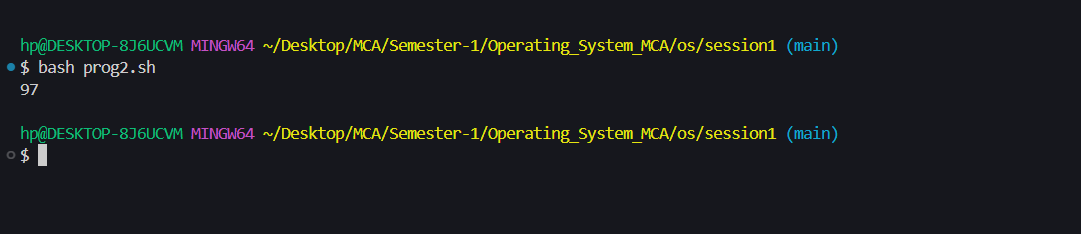 hp@DESKTOP-8J6UCVM MINGW64 ~/Desktop/MCA/Semester-1/Operating_System_MCA/os/session1 (main)
$ bash prog2.sh
97
hp@DESKTOP-8J6UCVM MINGW64 ~/Desktop/MCA/Semester-1/Operating_System_MCA/os/session1 (main)
$